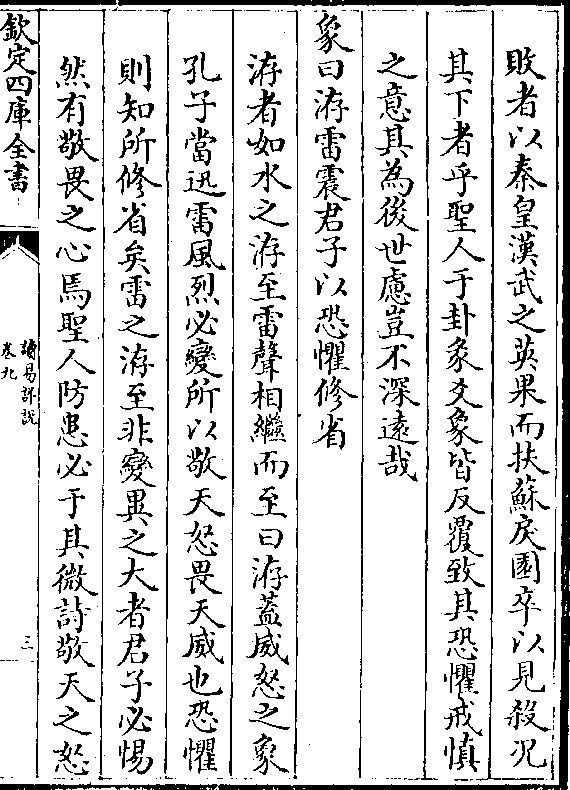 敗者以秦皇漢武之英果而扶蘇戾園卒以見殺况
其下者乎聖人于卦象爻象皆反覆致其恐懼戒慎
之意其為後世慮豈不深遠哉
象曰洊雷震君子以恐懼修省
洊者如水之洊至雷聲相繼而至曰洊蓋威怒之象
孔子當迅雷風烈必變所以敬天怒畏天威也恐懼
則知所修省矣雷之洊至非變異之大者君子必惕
然有敬畏之心焉聖人防患必于其微詩敬天之怒
欽定四庫全書
讀易詳說
卷九
三